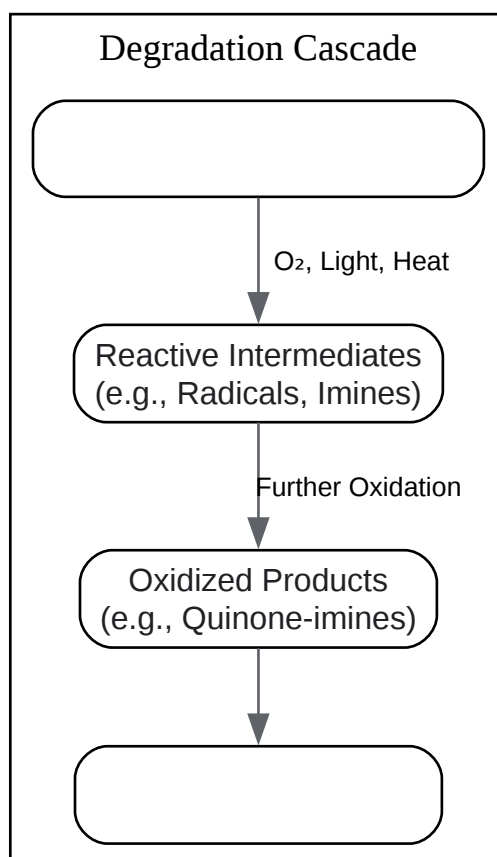 Degradation Cascade
O₂, Light, Heat
Reactive Intermediates
(e.g., Radicals, Imines)
Further Oxidation
Oxidized Products
(e.g., Quinone-imines)